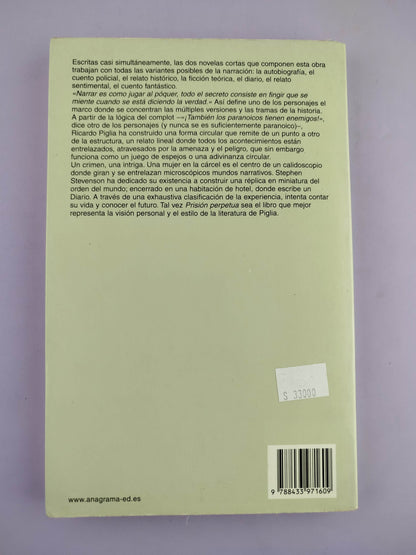 Escritas casi simultáneamente, las dos novelas cortas que componen esta obra
trabajan con todas las variantes posibles de la narración: la autobiografía, el
cuento policial, el relato histórico, la ficción teórica, el diario, el relato
sentimental, el cuento fantástico.
«Narrar es como jugar al póquer, todo el secreto consiste en fingir que se
miente cuando se está diciendo la verdad.» Así define uno de los personajes el
marco donde se concentran las múltiples versiones y las tramas de la historia.
A partir de la lógica del complot –«¡También los paranoicos tienen enemigos!»,
dice otro de los personajes (y nunca se es suficientemente paranoico)–,
Ricardo Piglia ha construido una forma circular que remite de un punto a otro
de la estructura, un relato lineal donde todos los acontecimientos están
entrelazados, atravesados por la amenaza y el peligro, que sin embargo
funciona como un juego de espejos o una adivinanza circular.
Un crimen, una intriga. Una mujer en la cárcel es el centro de un calidoscopio
donde giran y se entrelazan microscópicos mundos narrativos. Stephen
Stevenson ha dedicado su existencia a construir una réplica en miniatura del
orden del mundo; encerrado en una habitación de hotel, donde escribe un
Diario. A través de una exhaustiva clasificación de la experiencia, intenta contar
su vida y conocer el futuro. Tal vez Prisión perpetua sea el libro que mejor
representa la visión personal y el estilo de la literatura de Piglia.
$ 33000
www.anagrama-ed.es
9 788433 971609